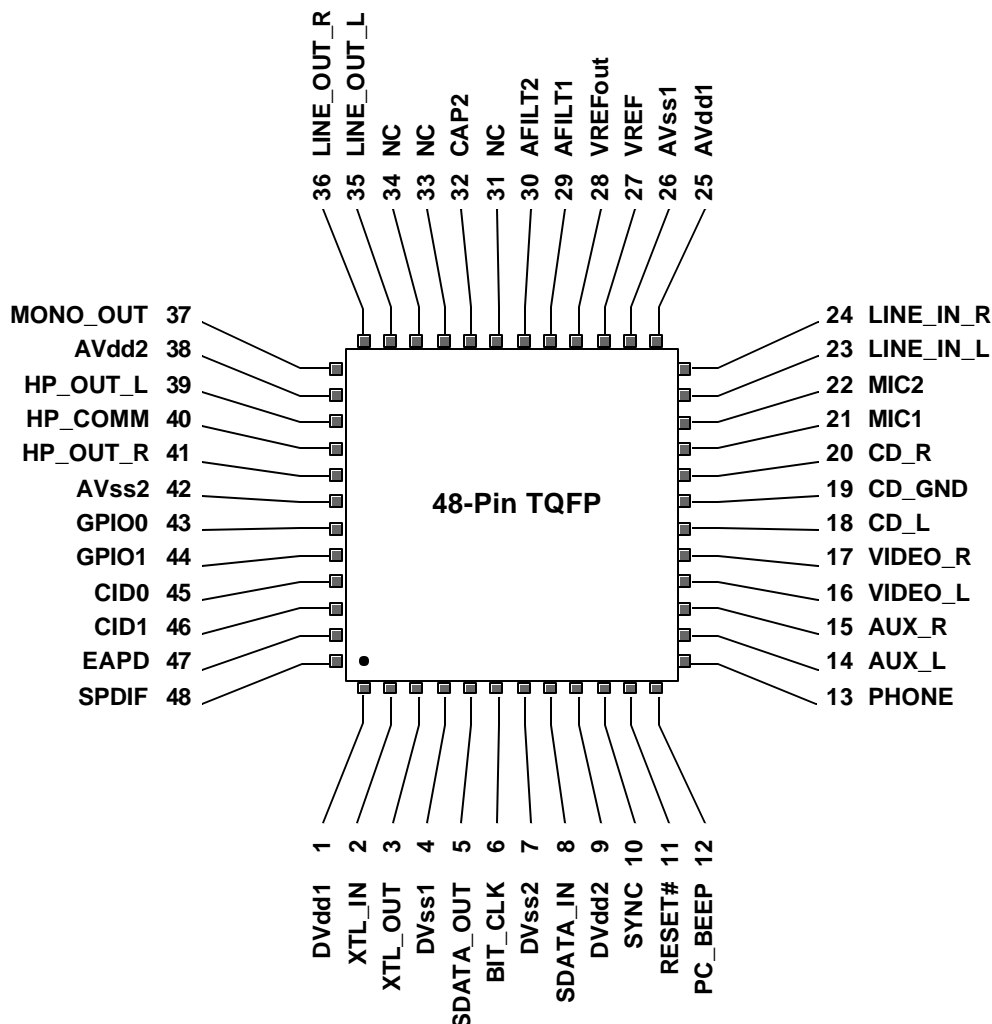 36 LINE_OUT_R
35 LINE_OUT_L
34 NC
33 NC
32 CAP2
31 NC
30 AFILT2
29 AFILT1
28 VREFout
27 VREF
26 AVss1
25 AVdd1
MONO_OUT 37
AVdd2 38
HP_OUT_L 39
HP_COMM 40
HP_OUT_R 41
AVss2 42
GPIO0 43
GPIO1 44
CID0 45
CID1 46
EAPD 47
SPDIF 48
48-Pin TQFP
24 LINE_IN_R
23 LINE_IN_L
22 MIC2
21 MIC1
20 CD_R
19 CD_GND
18 CD_L
17 VIDEO_R
16 VIDEO_L
15 AUX_R
14 AUX_L
13 PHONE
DVdd1 1
XTL_IN 2
XTL_OUT 3
DVss1 4
SDATA_OUT 5
BIT_CLK 6
DVss2 7
SDATA_IN 8
DVdd2 9
SYNC 10
RESET# 11
PC_BEEP 12